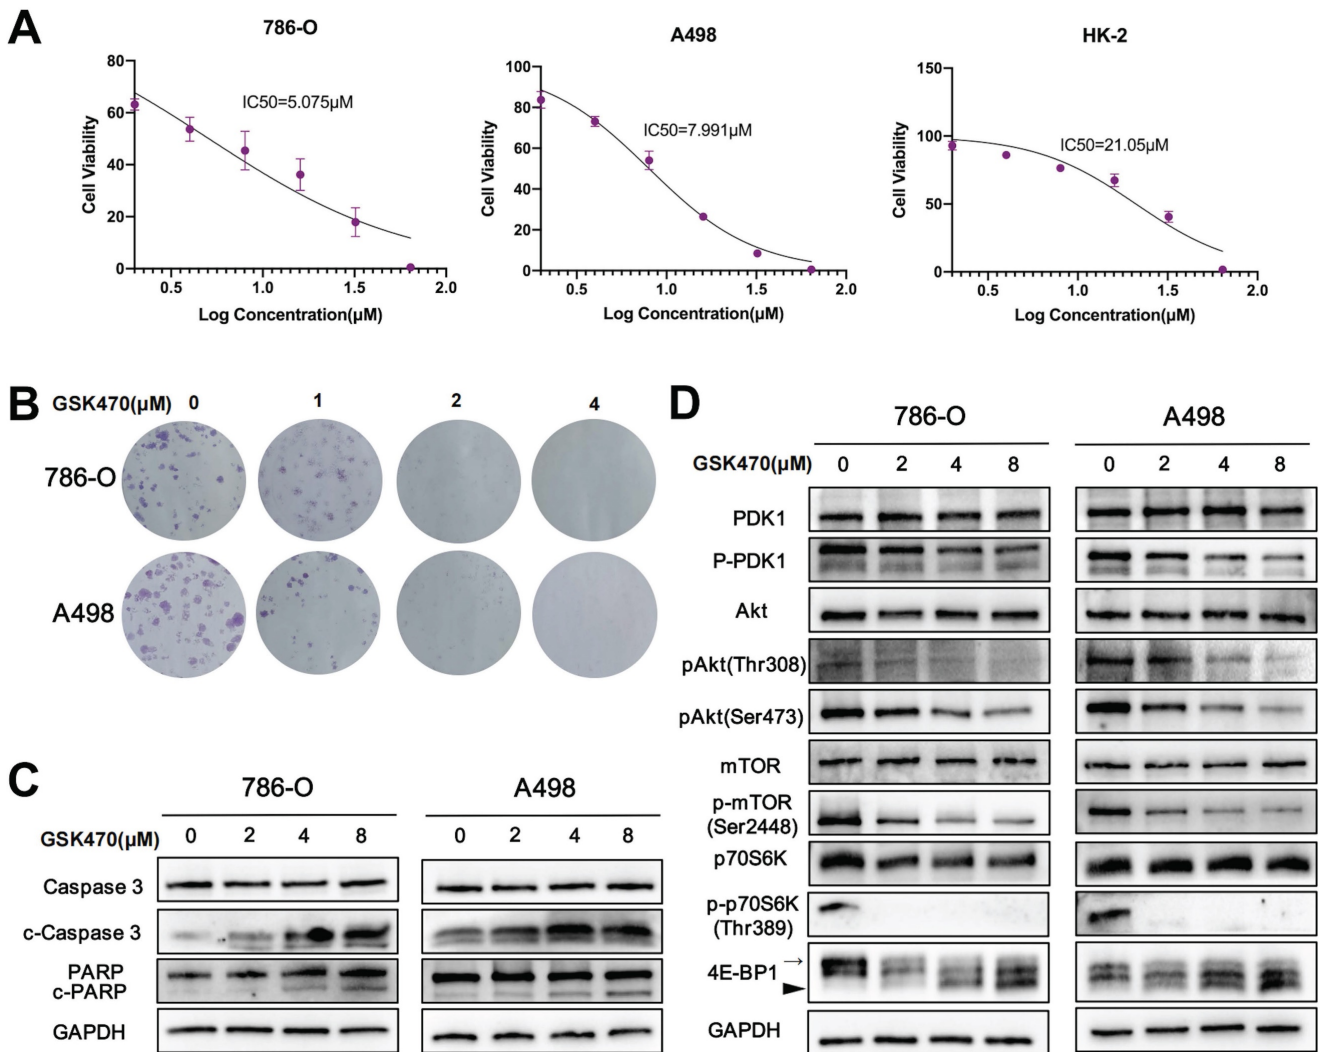 A
786-O
80
60
40
20
0
0.5 1.0 1.5 2.0
Cell Viability
IC50=5.075μM
Log Concentration(μM)
A498
100
80
60
40
20
0
0.5 1.0 1.5 2.0
Cell Viability
IC50=7.991μM
Log Concentration(μM)
HK-2
150
100
50
0
0.5 1.0 1.5 2.0
Cell Viability
IC50=21.05μM
Log Concentration(μM)
B
GSK470(μM) 0 1 2 4
786-O
A498
C
786-O A498
GSK470(μM) 0 2 4 8 0 2 4 8
Caspase 3
c-Caspase 3
PARP
c-PARP
GAPDH
D
786-O A498
GSK470(μM) 0 2 4 8 0 2 4 8
PDK1
P-PDK1
Akt
pAkt(Thr308)
pAkt(Ser473)
mTOR
p-mTOR
(Ser2448)
p70S6K
p-p70S6K
(Thr389)
4E-BP1
GAPDH